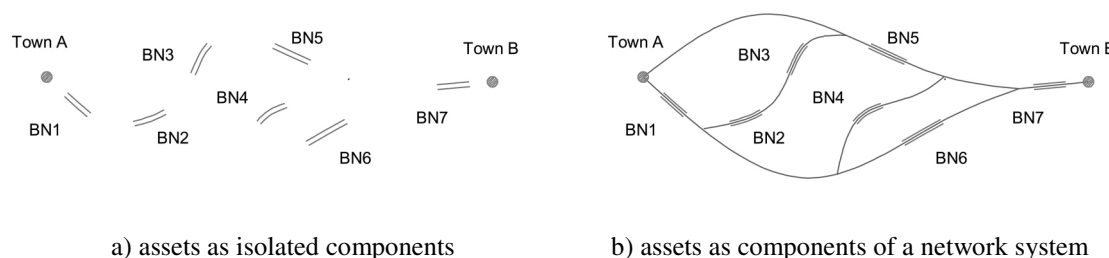 Town A
BN3
BN5
Town B
BN4
BN1
BN2
BN7
BN6
Town A
BN3
BN5
BN4
BN1
BN2
BN7
BN6
a) assets as isolated components
b) assets as components of a network system